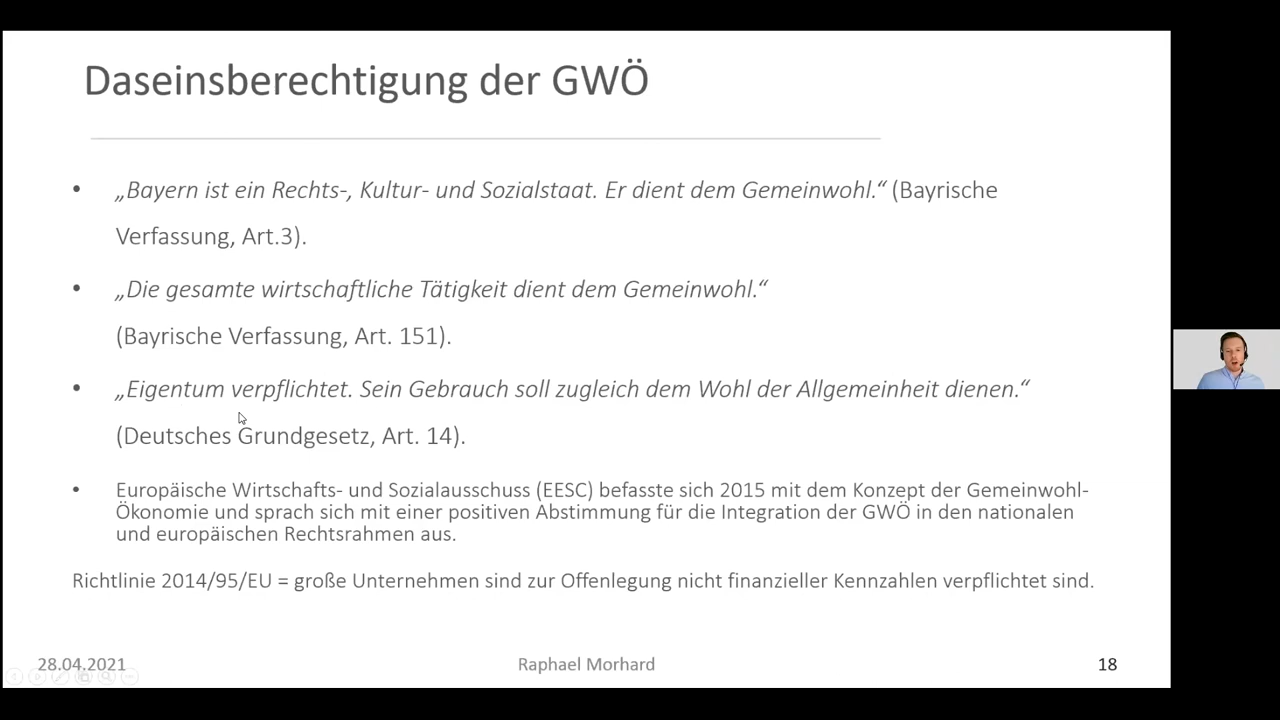 Daseinsberechtigung der GWÖ
• „Bayern ist ein Rechts-, Kultur- und Sozialstaat. Er dient dem Gemeinwohl.“ (Bayrische
Verfassung, Art.3).
• „Die gesamte wirtschaftliche Tätigkeit dient dem Gemeinwohl.“
(Bayrische Verfassung, Art. 151).
• „Eigentum verpflichtet. Sein Gebrauch soll zugleich dem Wohl der Allgemeinheit dienen.“
(Deutsches Grundgesetz, Art. 14).
• Europäische Wirtschafts- und Sozialausschuss (EESC) befasste sich 2015 mit dem Konzept der Gemeinwohl-
Ökonomie und sprach sich mit einer positiven Abstimmung für die Integration der GWÖ in den nationalen
und europäischen Rechtsrahmen aus.
Richtlinie 2014/95/EU = große Unternehmen sind zur Offenlegung nicht finanzieller Kennzahlen verpflichtet sind.
28.04.2021 Raphael Morhard 18